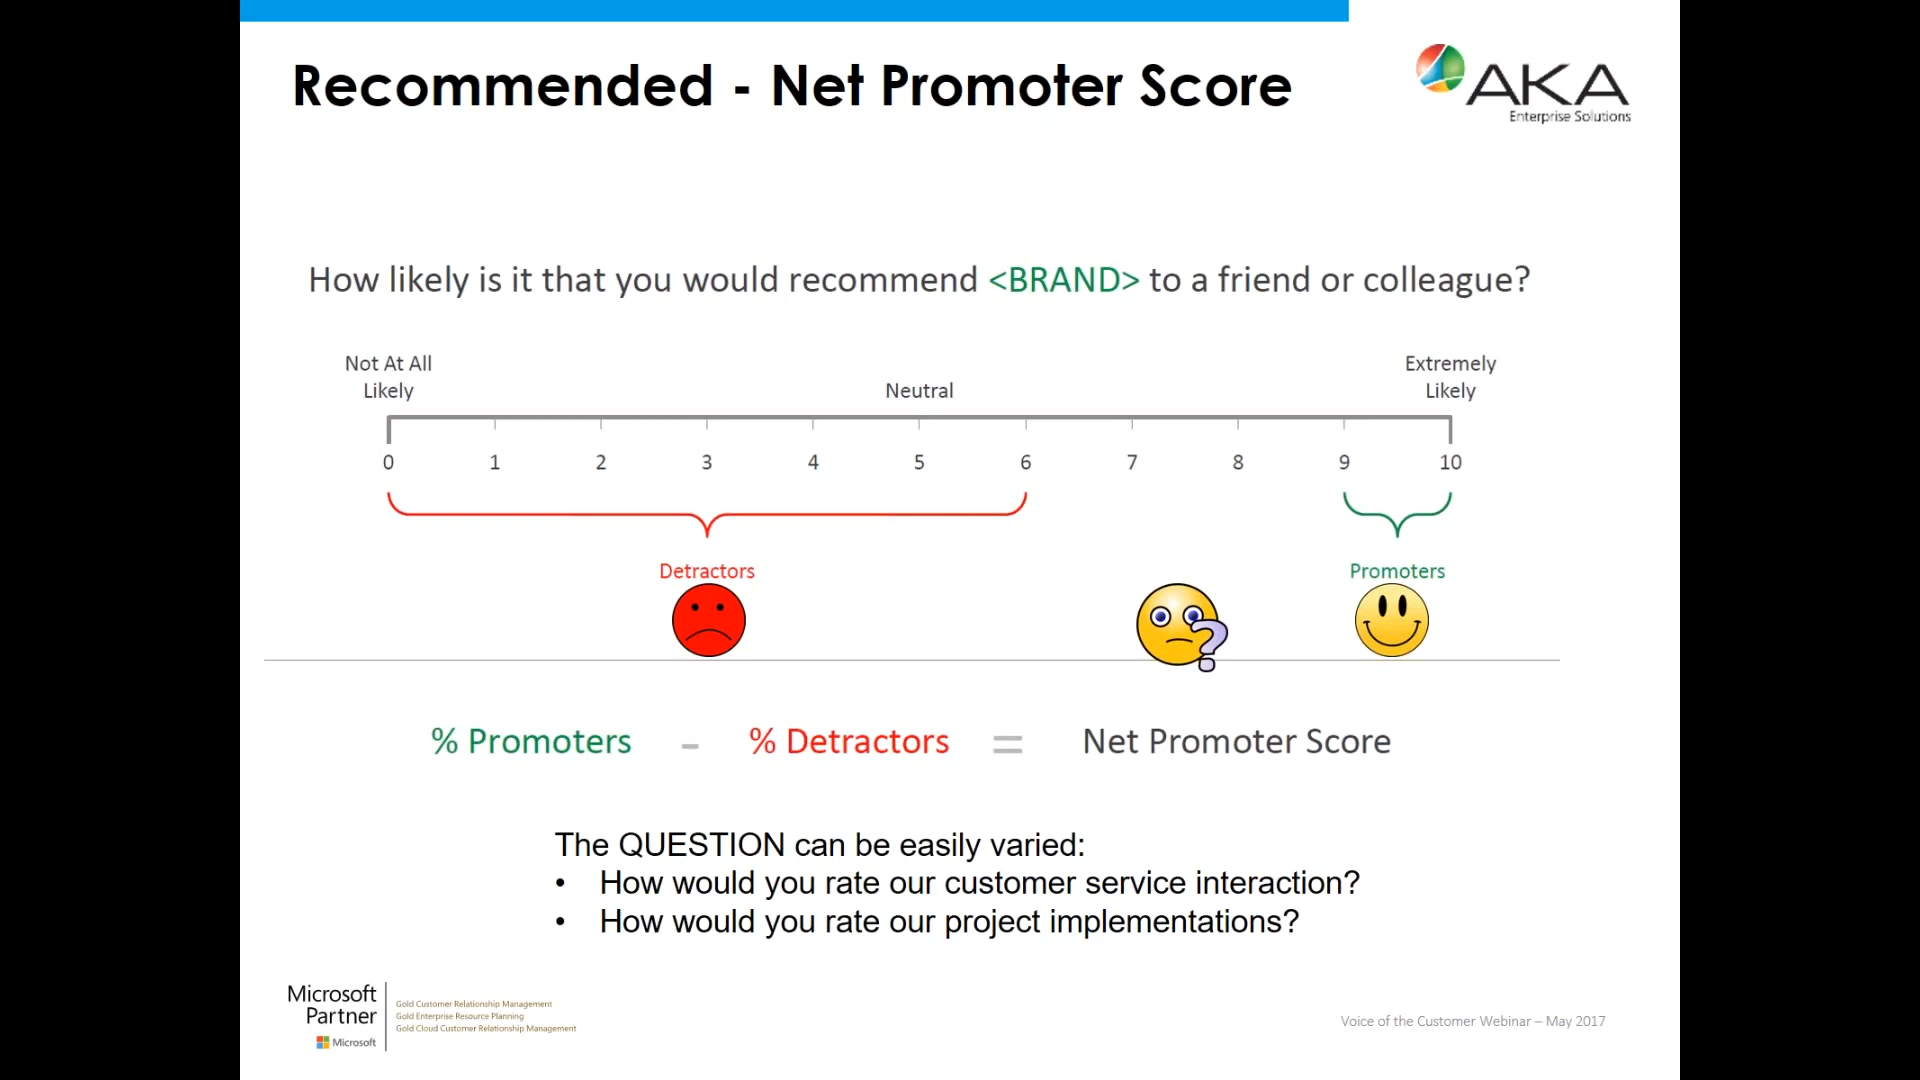 Recommended - Net Promoter Score
AKA
Enterprise Solutions
How likely is it that you would recommend <BRAND> to a friend or colleague?
Not At All
Likely
Neutral
Extremely
Likely
0 1 2 3 4 5 6 7 8 9 10
Detractors
Promoters
?
% Promoters - % Detractors = Net Promoter Score
The QUESTION can be easily varied:
• How would you rate our customer service interaction?
• How would you rate our project implementations?
Microsoft
Partner
Microsoft
Gold Customer Relationship Management
Gold Enterprise Resource Planning
Gold Cloud Customer Relationship Management
Voice of the Customer Webinar – May 2017